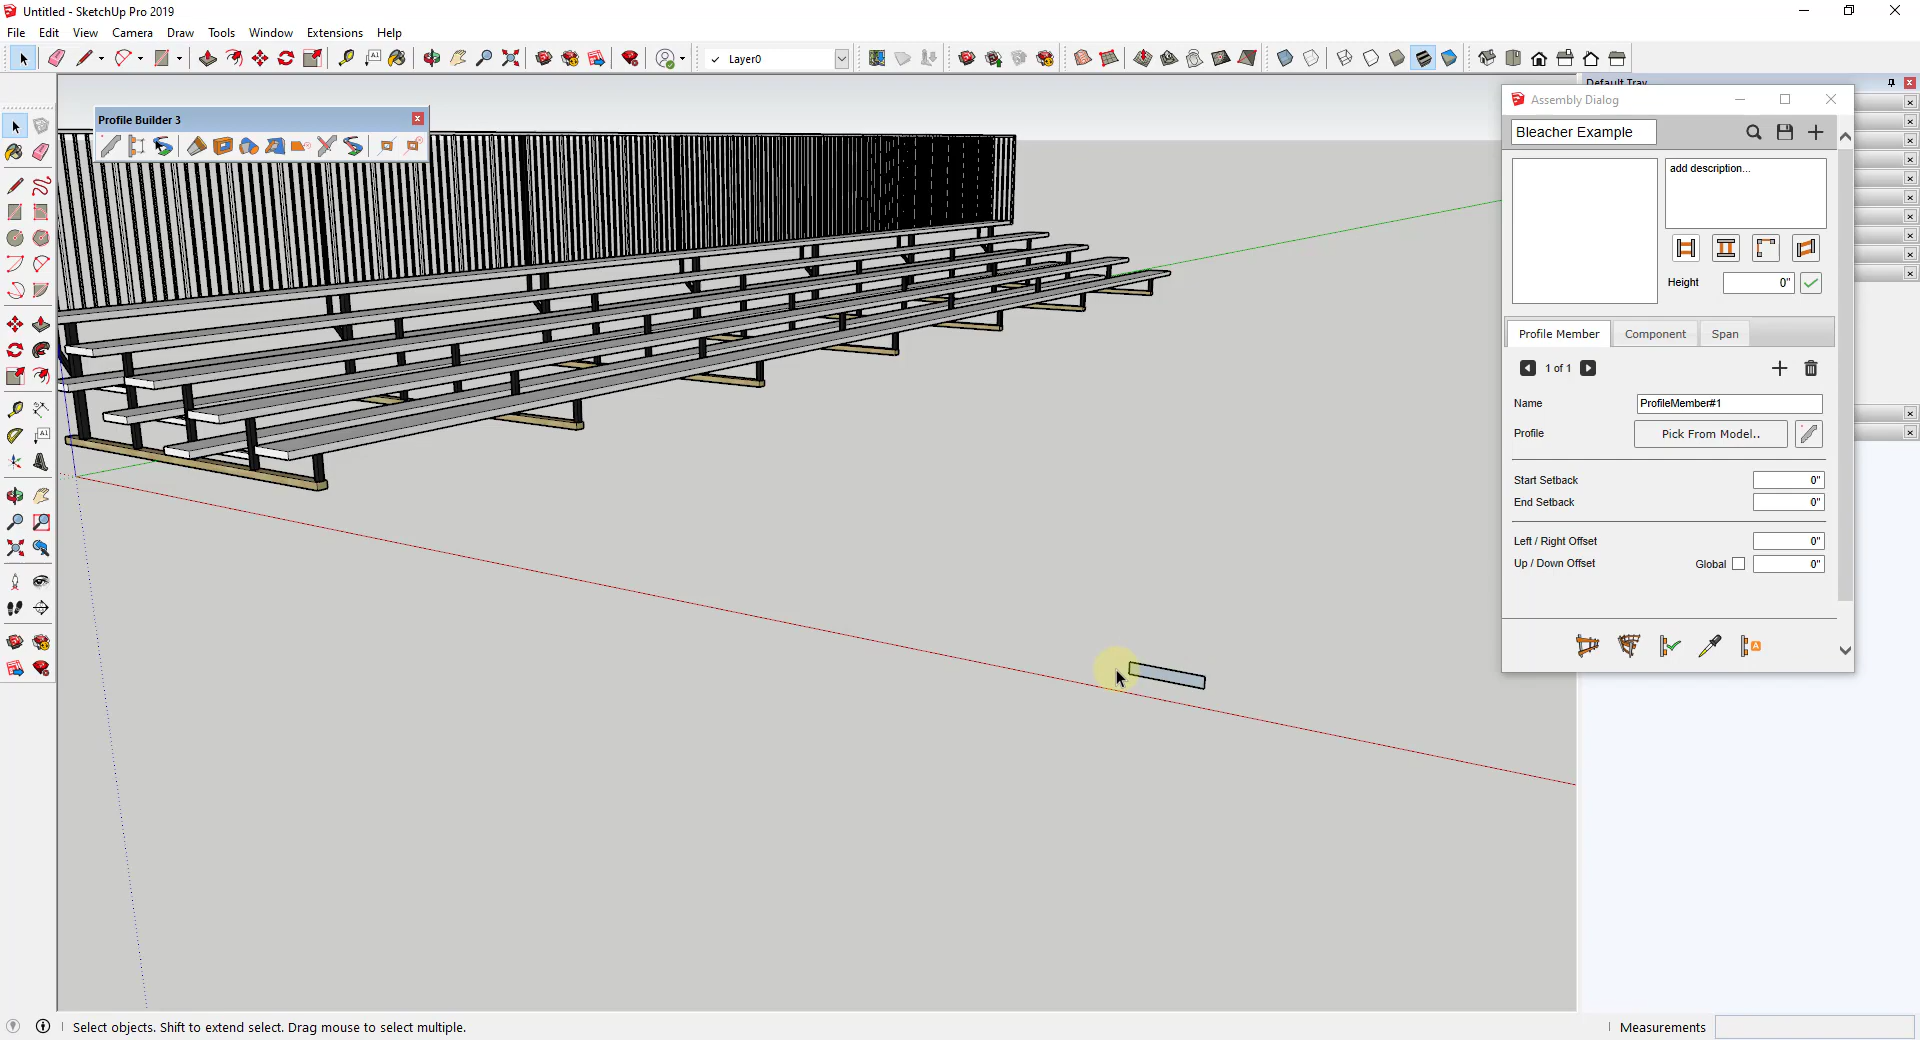 Untitled - SketchUp Pro 2019
File Edit View Camera Draw Tools Window Extensions Help
✓ Layer0
Default Tray
Profile Builder 3
Assembly Dialog
Bleacher Example
add description...
Height 0"
Profile Member Component Span
1 of 1
Name ProfileMember#1
Profile Pick From Model..
Start Setback 0"
End Setback 0"
Left / Right Offset 0"
Up / Down Offset Global 0"
Select objects. Shift to extend select. Drag mouse to select multiple.
Measurements